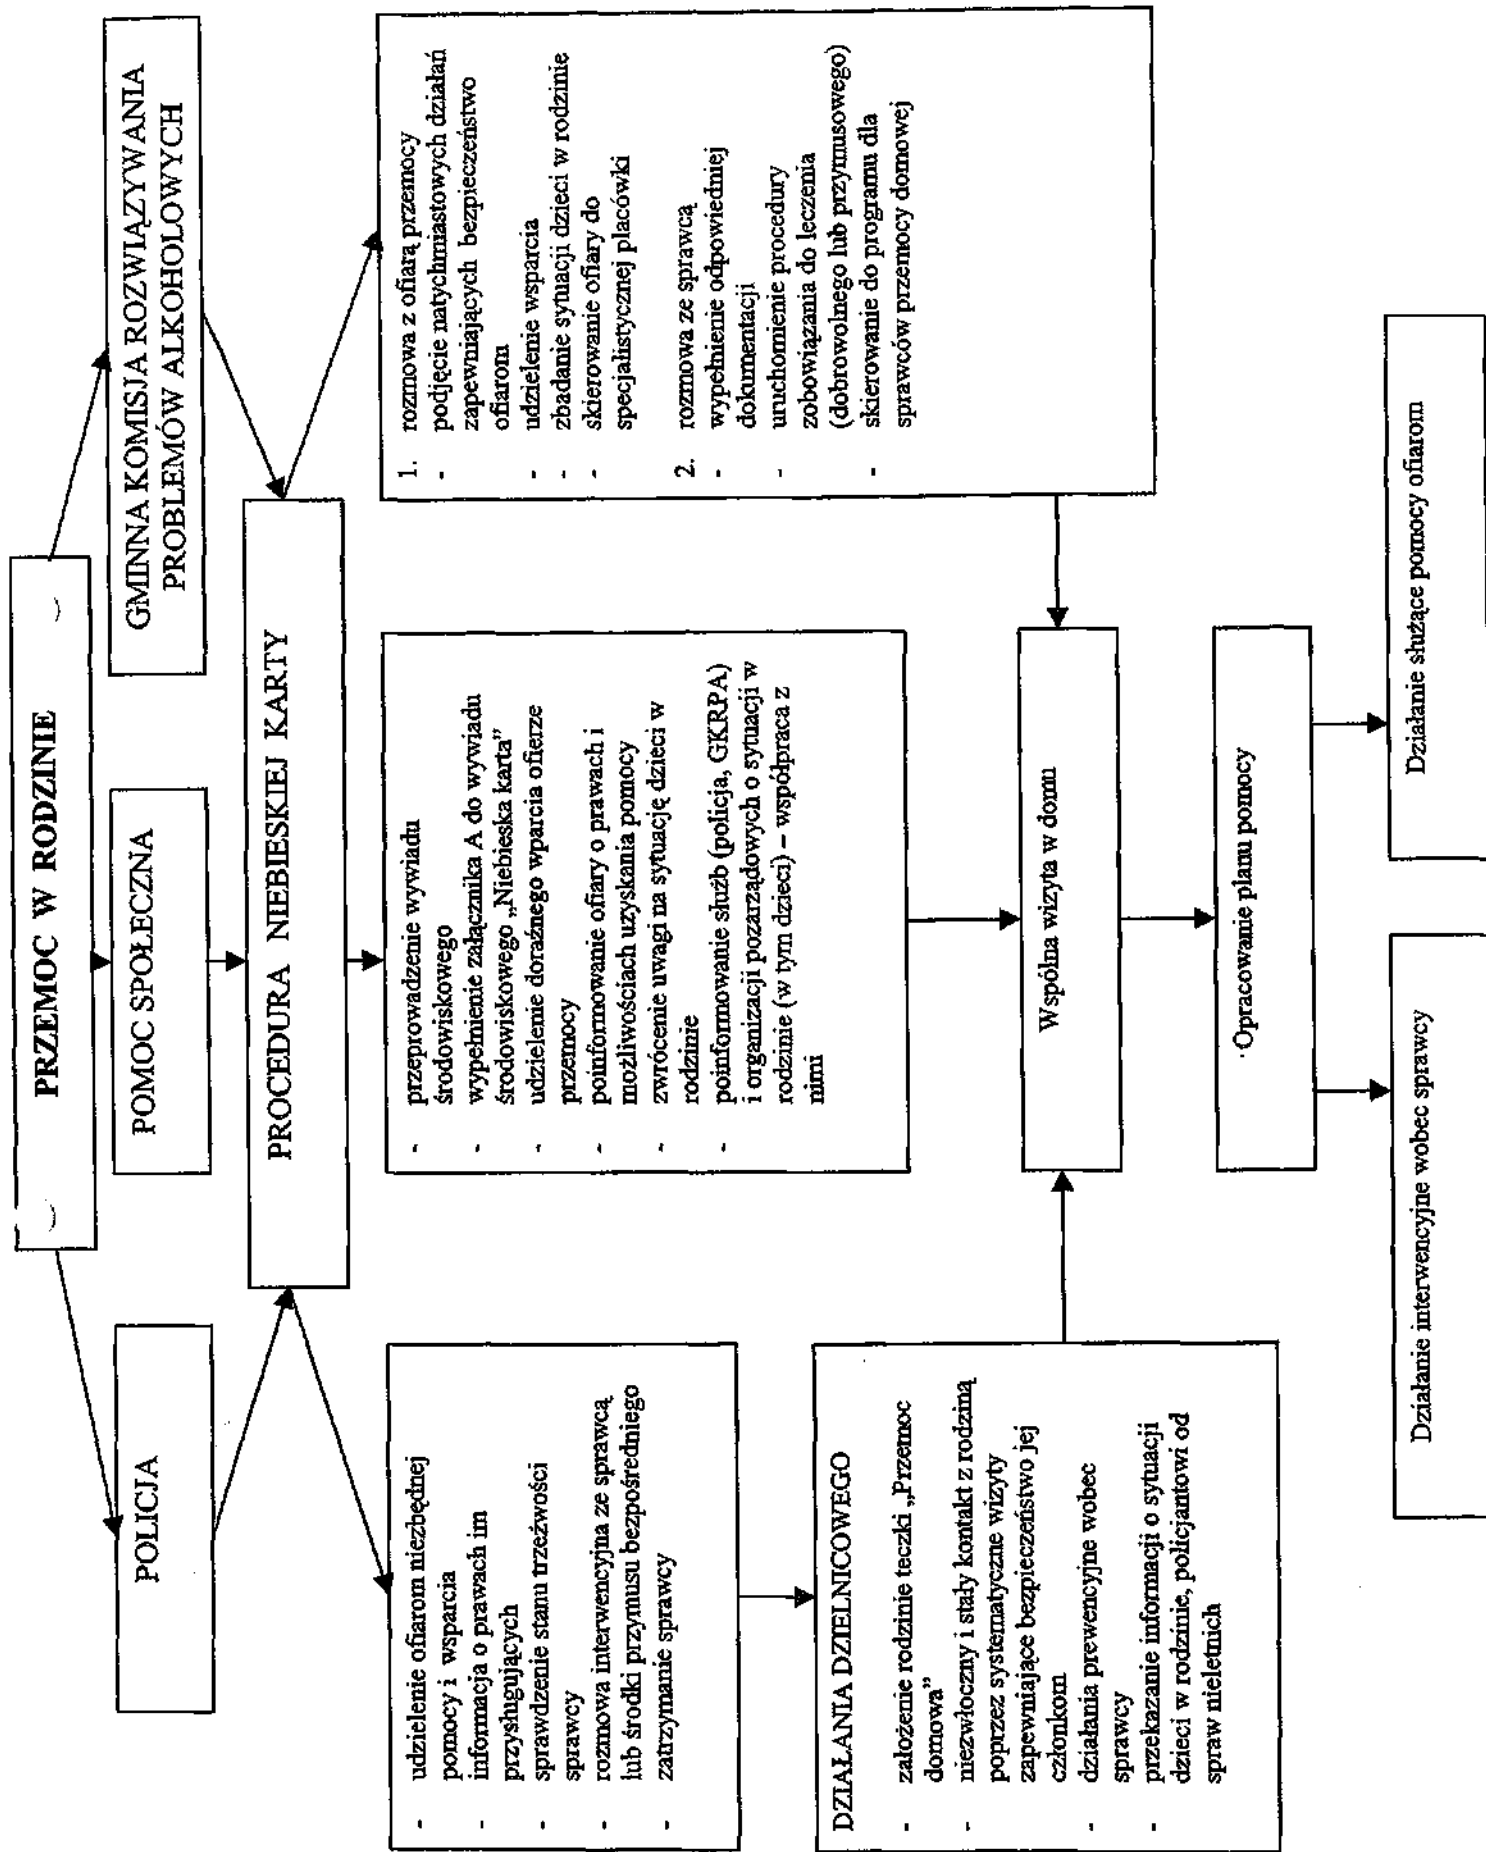 PRZEMOC W RODZINIE
POLICJA
POMOC SPOŁECZNA
GMINNA KOMISJA ROZWIĄZYWANIA
PROBLEMÓW ALKOHOLOWYCH
PROCEDURA NIEBIESKIEJ KARTY
- udzielenie ofiarom niezbędnej
pomocy i wsparcia
- informacja o prawach im
przysługujących
- sprawdzenie stanu trzeźwości
sprawcy
- rozmowa interwencyjna ze sprawcą
lub środki przymusu bezpośredniego
- zatrzymanie sprawcy
DZIAŁANIA DZIELNICOWEGO
- założenie rodzinie teczki „Przemoc
domowa”
- niezwłoczny i stały kontakt z rodziną
poprzez systematyczne wizyty
zapewniające bezpieczeństwo jej
członkom
- działania prewencyjne wobec
sprawcy
- przekazanie informacji o sytuacji
dzieci w rodzinie, policjantowi od
spraw nieletnich
- przeprowadzenie wywiadu
środowiskowego
- wypełnienie załącznika A do wywiadu
środowiskowego „Niebieska karta”
- udzielenie doraźnego wparcia ofierze
przemocy
- poinformowanie ofiary o prawach i
możliwościach uzyskania pomocy
- zwrócenie uwagi na sytuację dzieci w
rodzinie
- poinformowanie służb (policja, GKRPA)
i organizacji pozarządowych o sytuacji w
rodzinie (w tym dzieci) – współpraca z
nimi
1. rozmowa z ofiarą przemocy
- podjęcie natychmiastowych działań
zapewniających bezpieczeństwo
ofiarom
- udzielenie wsparcia
- zbadanie sytuacji dzieci w rodzinie
- skierowanie ofiary do
specjalistycznej placówki
2. rozmowa ze sprawcą
- wypełnienie odpowiedniej
dokumentacji
- uruchomienie procedury
zobowiązania do leczenia
(dobrowolnego lub przymusowego)
- skierowanie do programu dla
sprawców przemocy domowej
Wspólna wizyta w domu
Opracowanie planu pomocy
Działanie interwencyjne wobec sprawcy
Działanie służące pomocy ofiarom